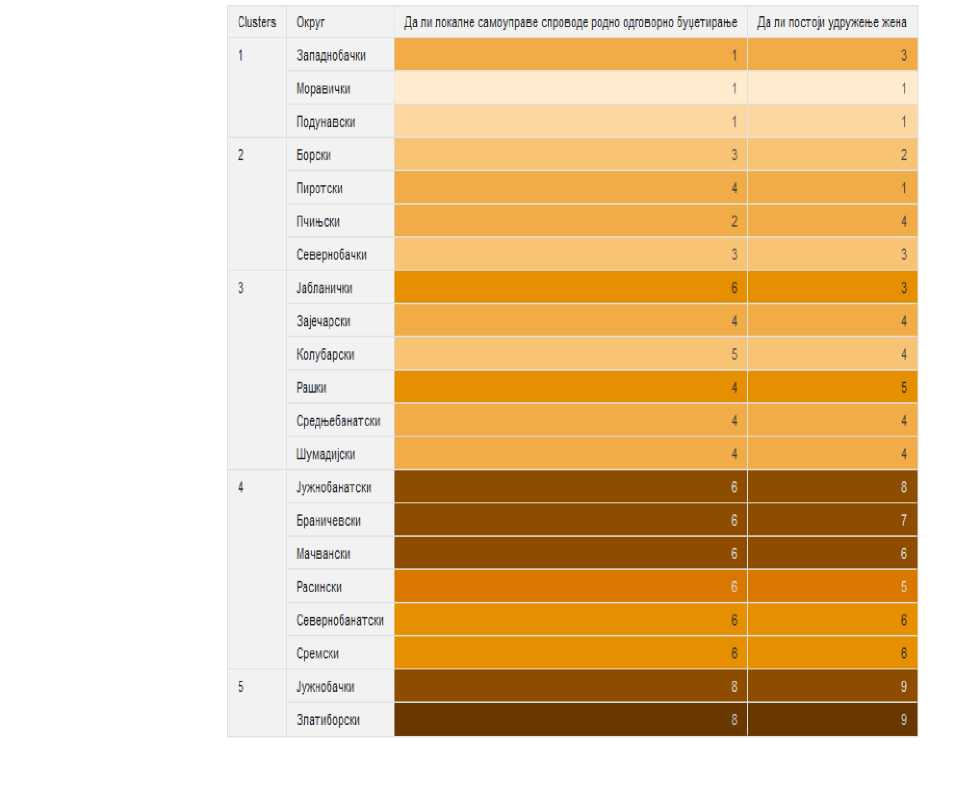 Clusters Округ Да ли локалне самоуправе спроводе родно одговорно буџетирање Да ли постоји удружење жена
1 Западнобачки 1 3
Моравички 1 1
Подунавски 1 1
2 Борски 3 2
Пиротски 4 1
Пчињски 2 4
Севернобачки 3 3
3 Јабланички 6 3
Зајечарски 4 4
Колубарски 5 4
Рашки 4 5
Средњебанатски 4 4
Шумадијски 4 4
4 Јужнобанатски 6 8
Браничевски 6 7
Мачвански 6 6
Расински 6 5
Севернобанатски 6 6
Сремски 6 6
5 Јужнобачки 8 9
Златиборски 8 9